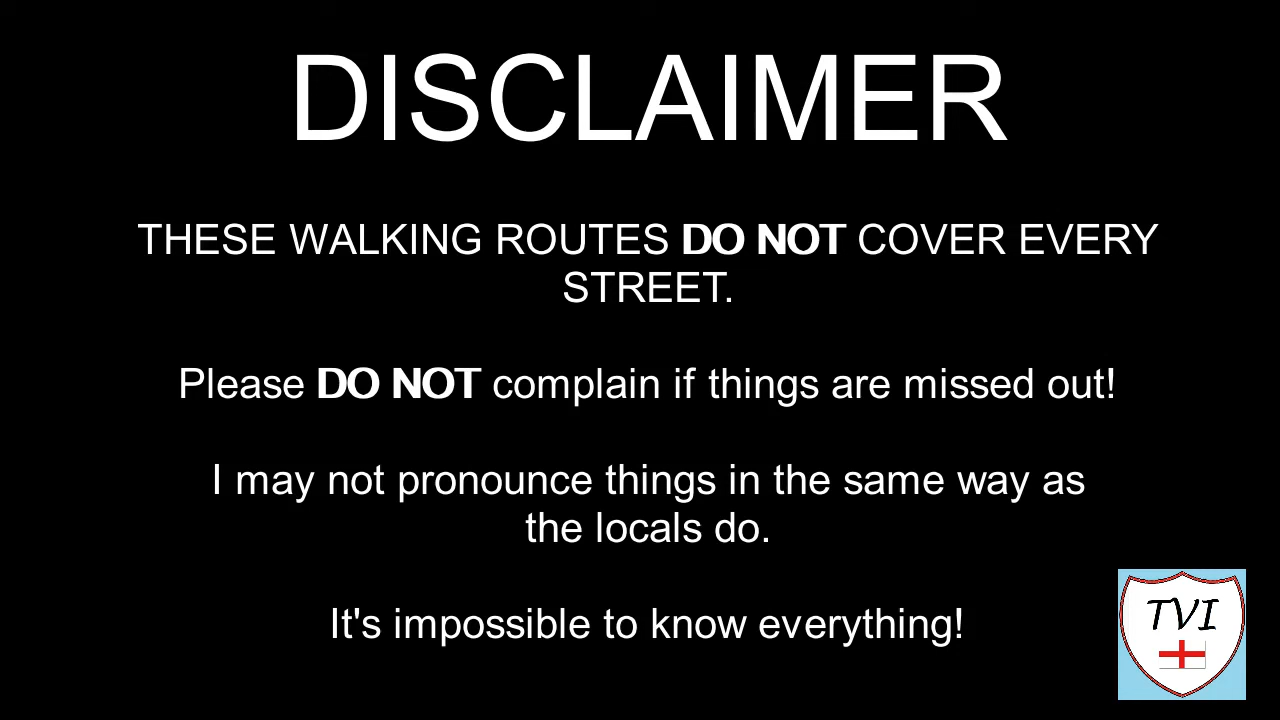 DISCLAIMER
THESE WALKING ROUTES DO NOT COVER EVERY
STREET.
Please DO NOT complain if things are missed out!
I may not pronounce things in the same way as
the locals do.
It's impossible to know everything!
TVI